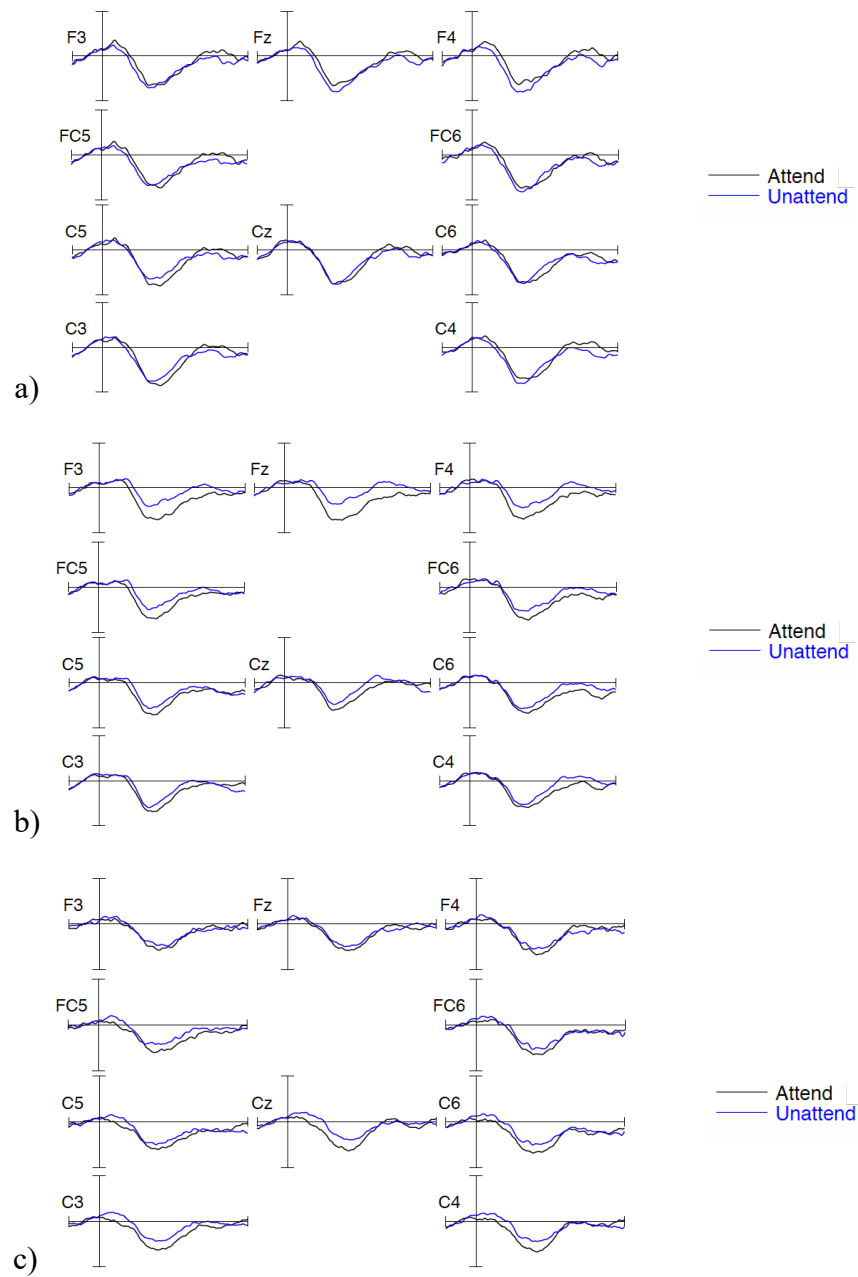 F3 Fz F4
FC5 FC6
Attend
Unattend
C5 Cz C6
C3 C4
a)
F3 Fz F4
FC5 FC6
Attend
Unattend
C5 Cz C6
C3 C4
b)
F3 Fz F4
FC5 FC6
Attend
Unattend
C5 Cz C6
C3 C4
c)